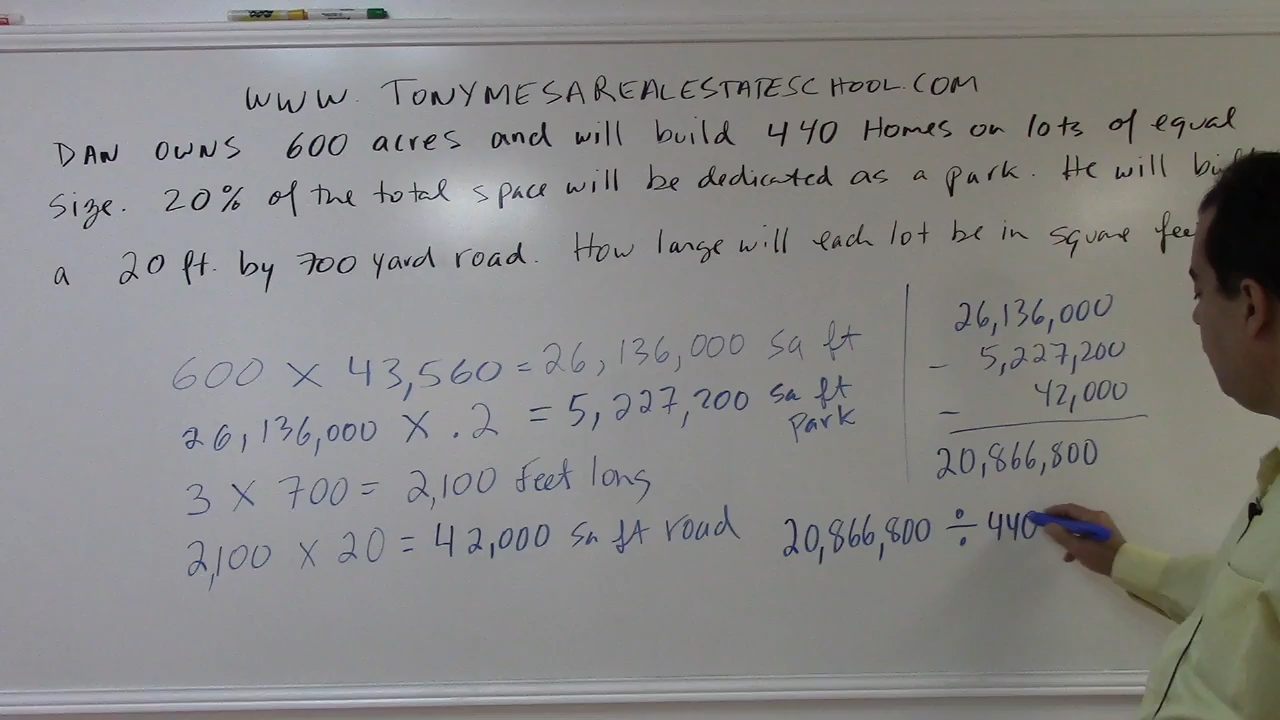 WWW. TONYMESAREALESTATESCHOOL.COM
DAN OWNS 600 acres and will build 440 Homes on lots of equal
size. 20% of the total space will be dedicated as a park. He will
a 20 ft. by 700 yard road. How large will each lot be in square
600 X 43,560 = 26,136,000 sq ft
26,136,000 X .2 = 5,227,200 sq ft
park
3 X 700 = 2,100 feet long
2,100 X 20 = 42,000 sq ft road
26,136,000
- 5,227,200
- 42,000
20,866,800
20,866,800 ÷ 440